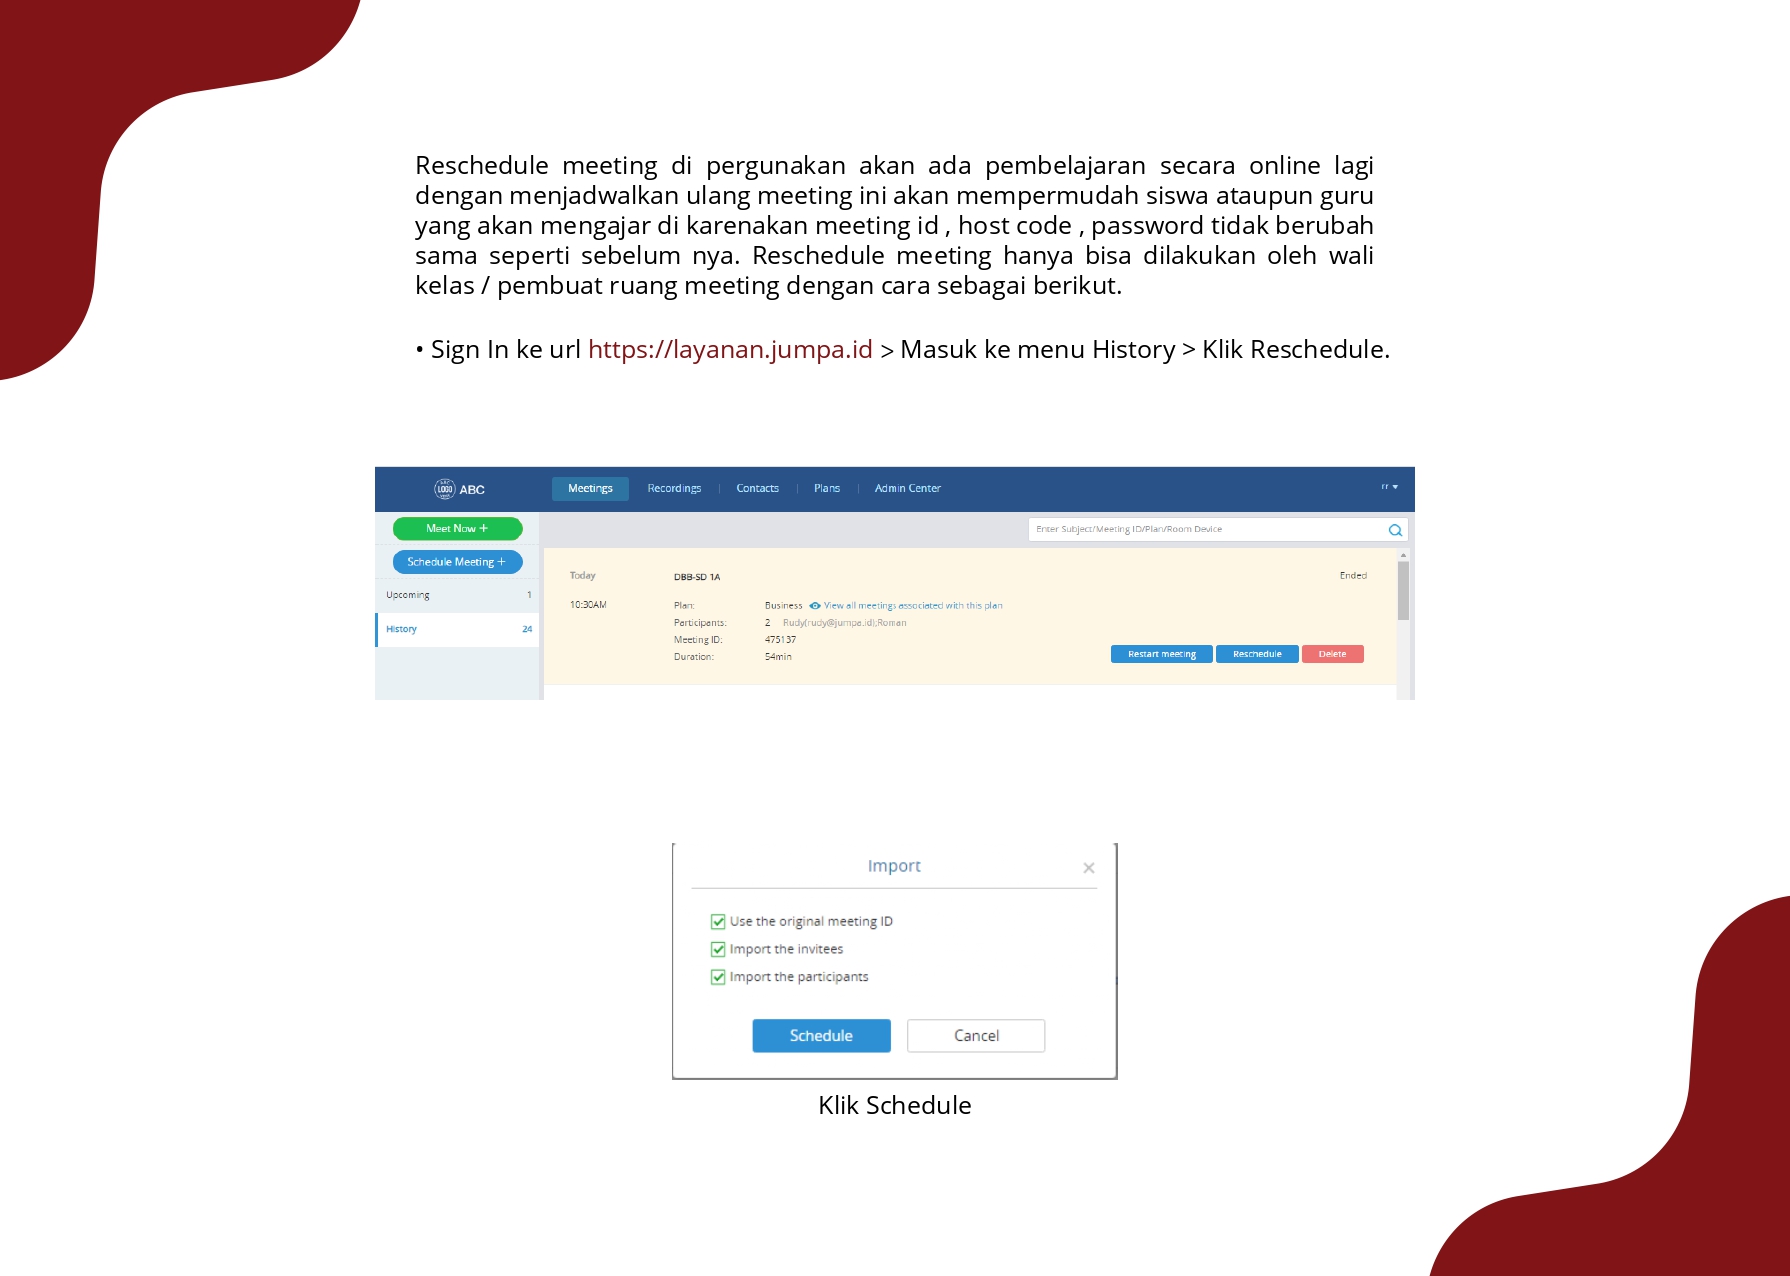 Reschedule meeting di pergunakan akan ada pembelajaran secara online lagi
dengan menjadwalkan ulang meeting ini akan mempermudah siswa ataupun guru
yang akan mengajar di karenakan meeting id , host code , password tidak berubah
sama seperti sebelum nya. Reschedule meeting hanya bisa dilakukan oleh wali
kelas / pembuat ruang meeting dengan cara sebagai berikut.
• Sign In ke url https://layanan.jumpa.id > Masuk ke menu History > Klik Reschedule.
LOGO ABC Meetings Recordings Contacts Plans Admin Center
Meet Now + Enter Subject/Meeting ID/Plan/Room Device
Schedule Meeting +
Today DBB-SD 1A Ended
Upcoming 1
10:30AM Plan: Business View all meetings associated with this plan
Participants: 2 Rudy(rudy@jumpa.id);Roman
History 24
Meeting ID: 475137
Duration: 54min
Restart meeting Reschedule Delete
Import
Use the original meeting ID
Import the invitees
Import the participants
Schedule Cancel
Klik Schedule